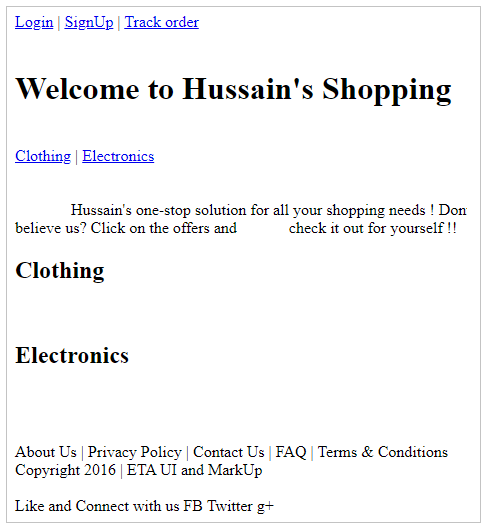 Login | SignUp | Track order
Welcome to Hussain's Shopping
Clothing | Electronics
Hussain's one-stop solution for all your shopping needs ! Don
believe us? Click on the offers and check it out for yourself !!
Clothing
Electronics
About Us | Privacy Policy | Contact Us | FAQ | Terms & Conditions
Copyright 2016 | ETA UI and MarkUp
Like and Connect with us FB Twitter g+